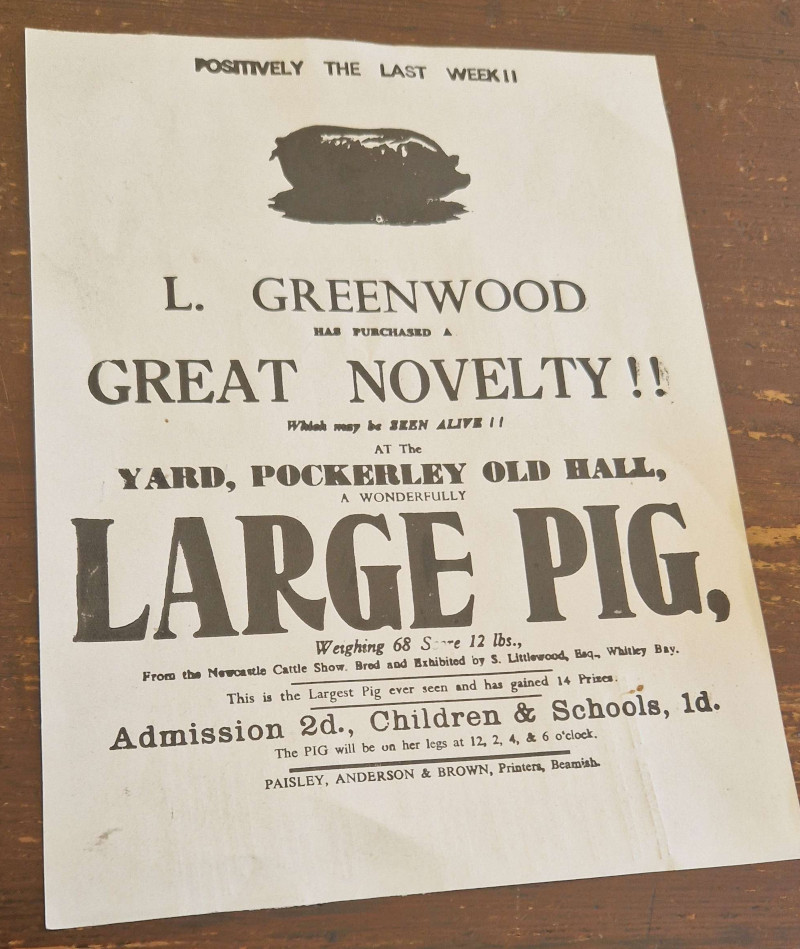 POSITIVELY THE LAST WEEK!!
L. GREENWOOD
HAS PURCHASED A
GREAT NOVELTY!!
Which may be SEEN ALIVE!!
AT The
YARD, POCKERLEY OLD HALL,
A WONDERFULLY
LARGE PIG,
Weighing 68 12 lbs.,
From the Newcastle Cattle Show. Bred and Exhibited by S. Littlewood, Esq., Whitley Bay.
This is the Largest Pig ever seen and has gained 14 Prizes.
Admission 2d., Children & Schools, 1d.
The PIG will be on her legs at 12, 2, 4, & 6 o'clock.
PAISLEY, ANDERSON & BROWN, Printers, Beamish.